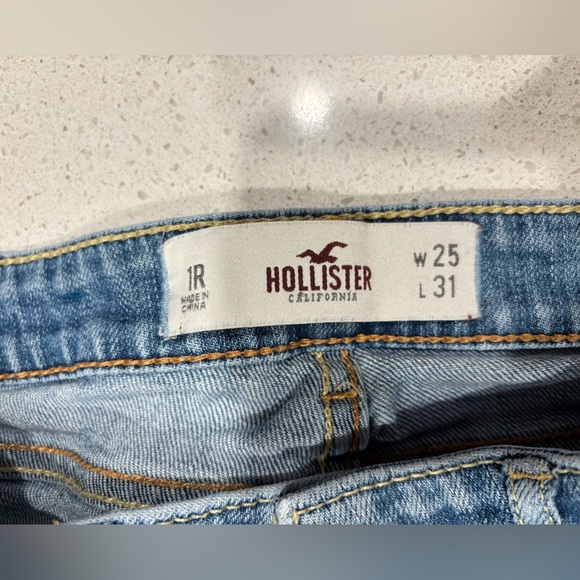 1R
MADE IN
CHINA
HOLLISTER
CALIFORNIA
W 25
L 31